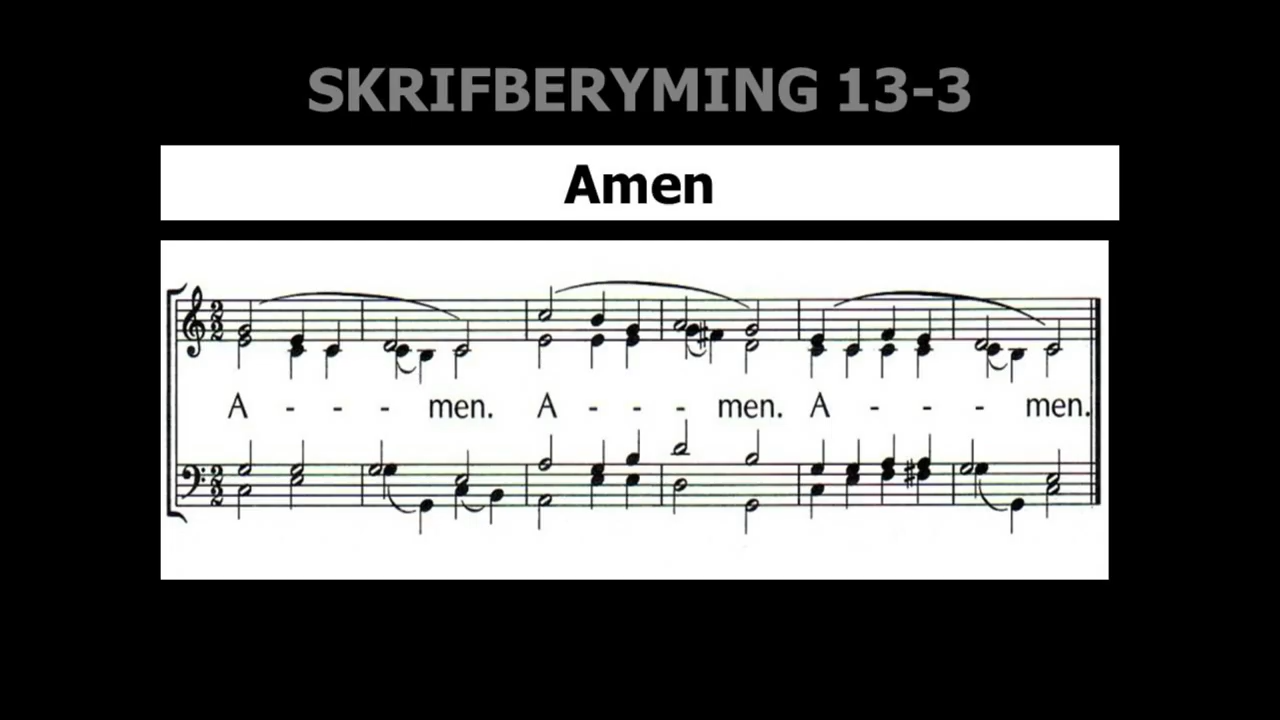 SKRIFBERYMING 13-3
Amen
A - - - men. A - - - men. A - - - men.